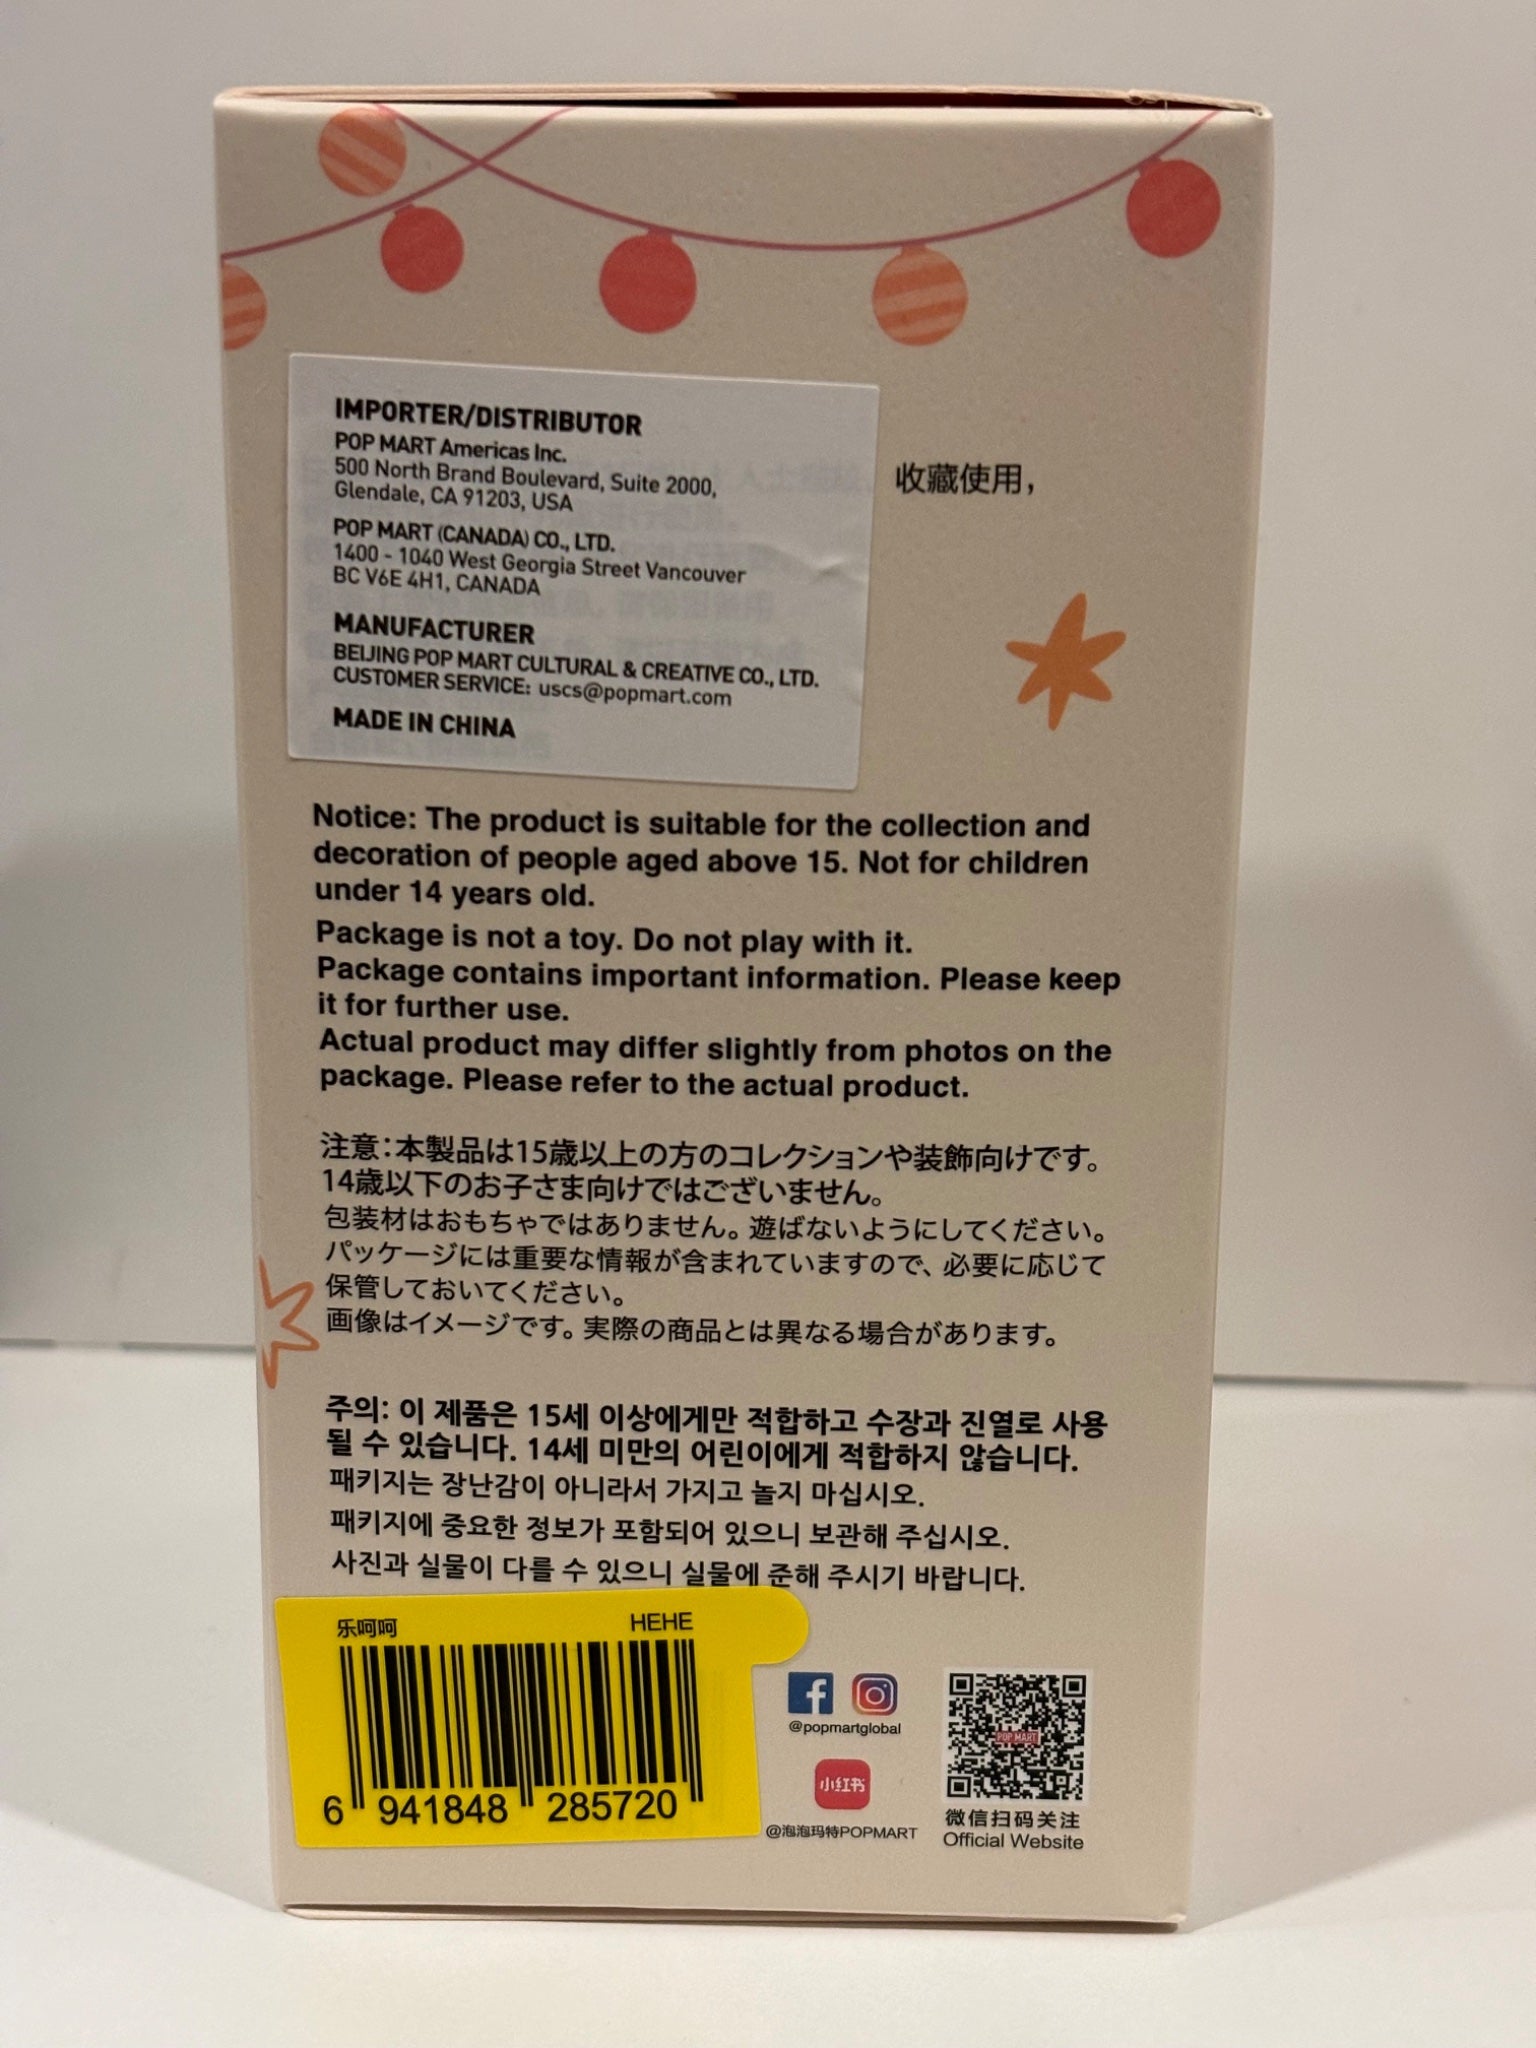 IMPORTER/DISTRIBUTOR
POP MART Americas Inc.
500 North Brand Boulevard, Suite 2000,
Glendale, CA 91203, USA
POP MART (CANADA) CO., LTD.
1400 - 1040 West Georgia Street Vancouver
BC V6E 4H1, CANADA
MANUFACTURER
BEIJING POP MART CULTURAL & CREATIVE CO., LTD.
CUSTOMER SERVICE: uscs@popmart.com
MADE IN CHINA
收藏使用，
Notice: The product is suitable for the collection and
decoration of people aged above 15. Not for children
under 14 years old.
Package is not a toy. Do not play with it.
Package contains important information. Please keep
it for further use.
Actual product may differ slightly from photos on the
package. Please refer to the actual product.
注意：本製品は15歳以上の方のコレクションや装飾向けです。
14歳以下のお子さま向けではございません。
包装材はおもちゃではありません。遊ばないようにしてください。
パッケージには重要な情報が含まれていますので、必要に応じて
保管しておいてください。
画像はイメージです。実際の商品とは異なる場合があります。
주의: 이 제품은 15세 이상에게만 적합하고 수장과 진열로 사용
될 수 있습니다. 14세 미만의 어린이에게 적합하지 않습니다.
패키지는 장난감이 아니라서 가지고 놀지 마십시오.
패키지에 중요한 정보가 포함되어 있으니 보관해 주십시오.
사진과 실물이 다를 수 있으니 실물에 준해 주시기 바랍니다.
乐呵呵 HEHE
6 941848 285720
@popmartglobal
小红书
@泡泡玛特POPMART
POP MART
微信扫码关注
Official Website